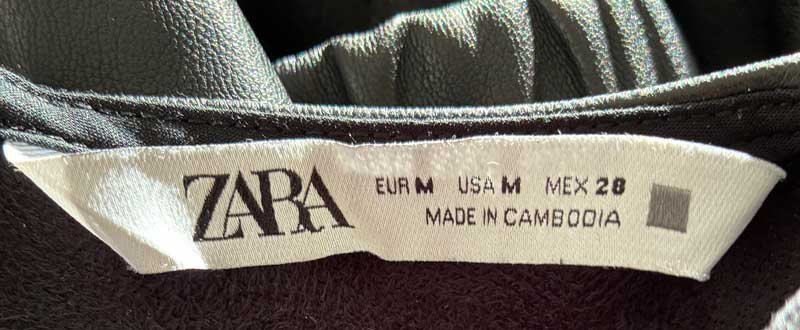 ZARA
EUR M USA M MEX 28
MADE IN CAMBODIA